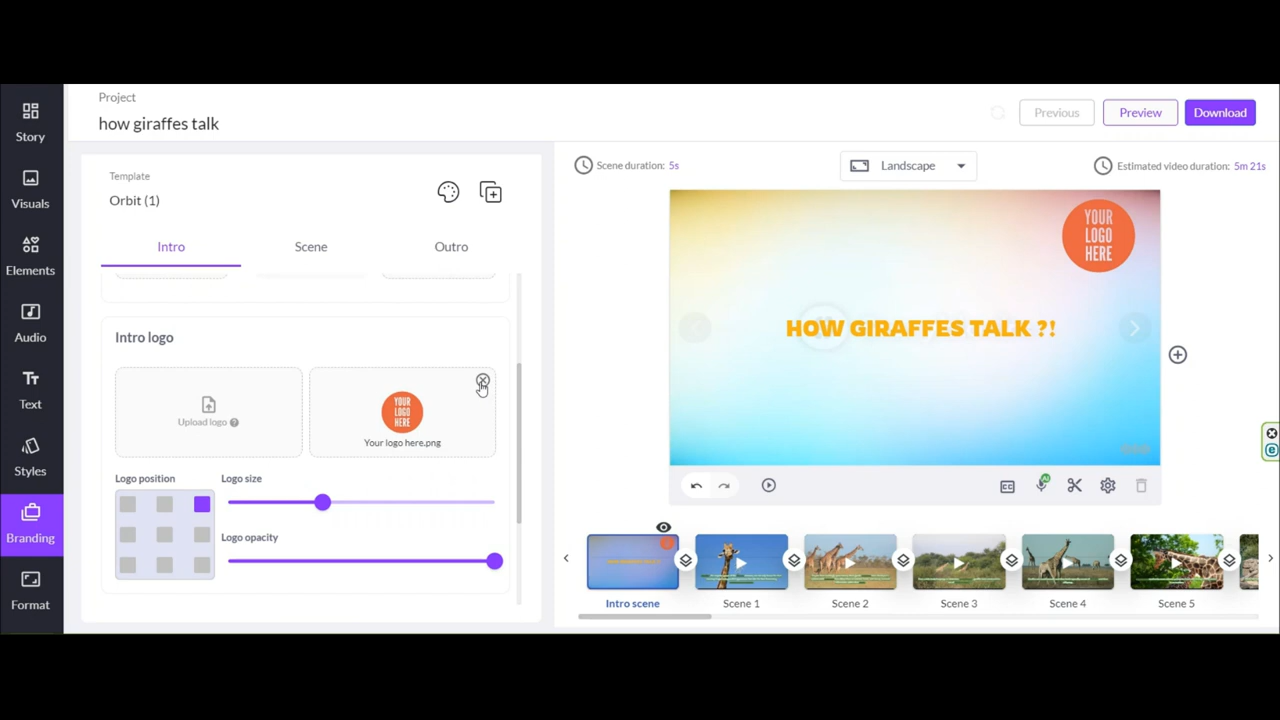 Project
how giraffes talk
Previous
Preview
Download
Story
Visuals
Elements
Audio
Text
Styles
Branding
Format
Template
Orbit (1)
Intro
Scene
Outro
Intro logo
Upload logo ?
YOUR
LOGO
HERE
Your logo here.png
Logo position
Logo size
Logo opacity
Scene duration: 5s
Landscape
Estimated video duration: 5m 21s
YOUR
LOGO
HERE
HOW GIRAFFES TALK ?!
CC
AI
Intro scene
Scene 1
Scene 2
Scene 3
Scene 4
Scene 5